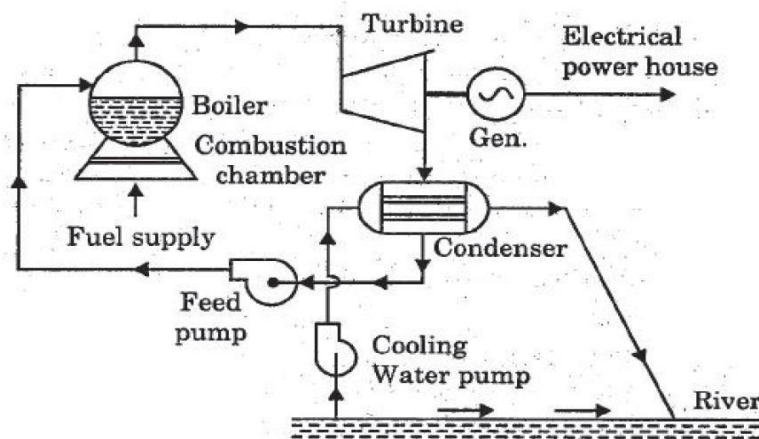 Turbine
Electrical
power house
Boiler
Gen.
Combustion
chamber
Fuel supply
Condenser
Feed
pump
Cooling
Water pump
River